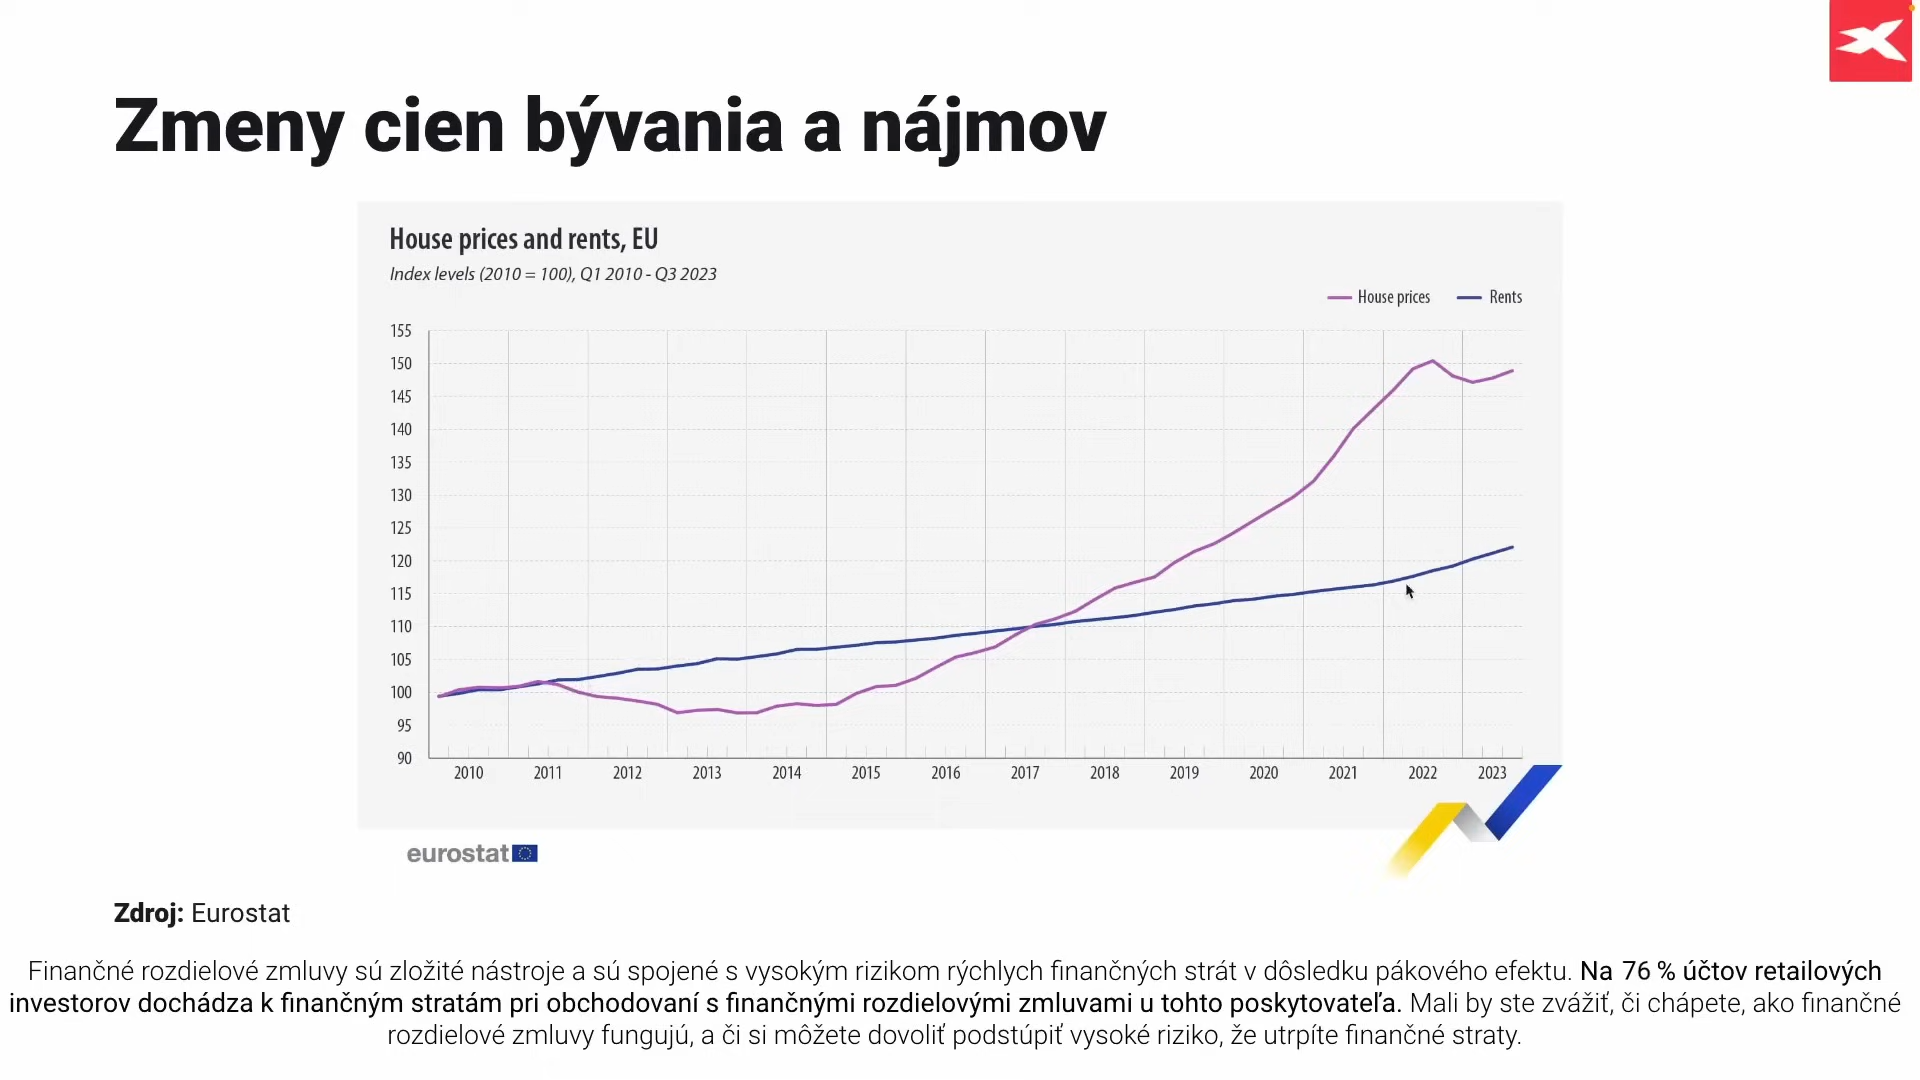 Zmeny cien bývania a nájmov
House prices and rents, EU
Index levels (2010 = 100), Q1 2010 - Q3 2023
House prices
Rents
155
150
145
140
135
130
125
120
115
110
105
100
95
90
2010 2011 2012 2013 2014 2015 2016 2017 2018 2019 2020 2021 2022 2023
eurostat
Zdroj: Eurostat
Finančné rozdielové zmluvy sú zložité nástroje a sú spojené s vysokým rizikom rýchlych finančných strát v dôsledku pákového efektu. Na 76 % účtov retailových
investorov dochádza k finančným stratám pri obchodovaní s finančnými rozdielovými zmluvami u tohto poskytovateľa. Mali by ste zvážiť, či chápete, ako finančné
rozdielové zmluvy fungujú, a či si môžete dovoliť podstúpiť vysoké riziko, že utrpíte finančné straty.